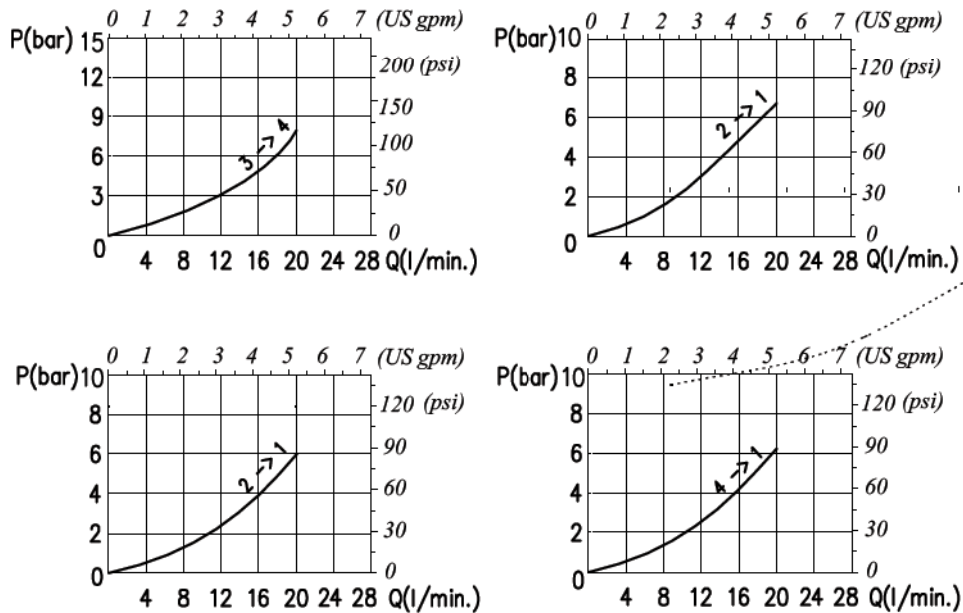 0 1 2 3 4 5 6 7 (US gpm)
P(bar) 15
12
9
6
3
0
200 (psi)
150
100
50
0
3 -> 4
4 8 12 16 20 24 28 Q(l/min.)
0 1 2 3 4 5 6 7 (US gpm)
P(bar) 10
8
6
4
2
0
120 (psi)
90
60
30
0
2 -> 1
4 8 12 16 20 24 28 Q(l/min.)
0 1 2 3 4 5 6 7 (US gpm)
P(bar) 10
8
6
4
2
0
120 (psi)
90
60
30
0
2 -> 1
4 8 12 16 20 24 28 Q(l/min.)
0 1 2 3 4 5 6 7 (US gpm)
P(bar) 10
8
6
4
2
0
120 (psi)
90
60
30
0
4 -> 1
4 8 12 16 20 24 28 Q(l/min.)